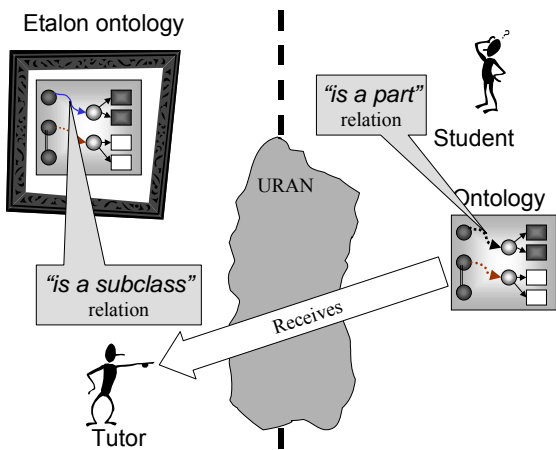 Etalon ontology
?
"is a part"
relation
Student
URAN
Ontology
"is a subclass"
relation
Receives
Tutor